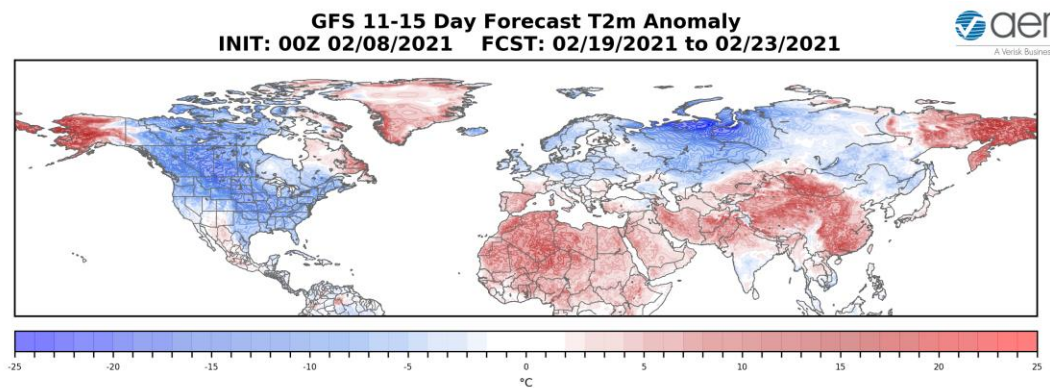 GFS 11-15 Day Forecast T2m Anomaly
INIT: 00Z 02/08/2021 FCST: 02/19/2021 to 02/23/2021
aer
A Verisk Business
-25 -20 -15 -10 -5 0 5 10 15 20 25
°C